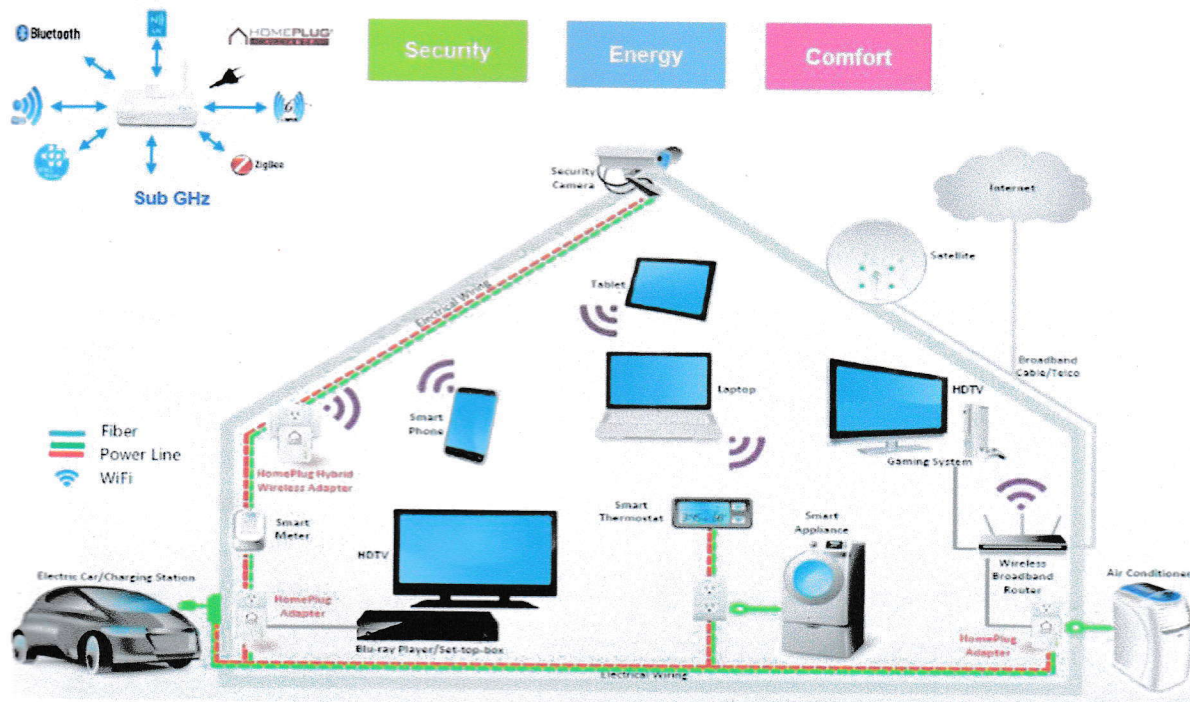 Bluetooth
HOMEPLUG
ALLIANCE
Security
Energy
Comfort
ZigBee
Sub GHz
Security
Camera
Internet
Satellite
Tablet
Electrical Wiring
Broadband
Cable/Telco
Laptop
HDTV
Smart
Phone
Fiber
Power Line
WiFi
Gaming System
HomePlug Hybrid
Wireless Adapter
Smart
Thermostat
Smart
Appliance
Smart
Meter
HDTV
Wireless
Broadband
Router
Air Conditioner
Electric Car/Charging Station
HomePlug
Adapter
HomePlug
Adapter
Blu-ray Player/Set-top-box
Electrical Wiring